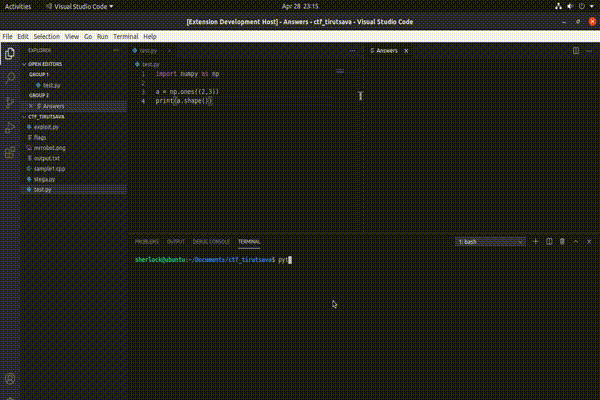 Activities
Visual Studio Code
Apr 28 23:15
[Extension Development Host] - Answers - ctf_tirutsava - Visual Studio Code
File Edit Selection View Go Run Terminal Help
EXPLORER
OPEN EDITORS
GROUP 1
test.py
GROUP 2
Answers
CTF_TIRUTSAVA
exploit.py
flags
mrrobot.png
output.txt
sample1.cpp
stega.py
test.py
test.py
Answers
test.py
1 import numpy as np
2
3 a = np.ones((2,3))
4 print(a.shape())
PROBLEMS OUTPUT DEBUG CONSOLE TERMINAL
1: bash
sherlock@ubuntu:~/Documents/ctf_tirutsava$ pyt